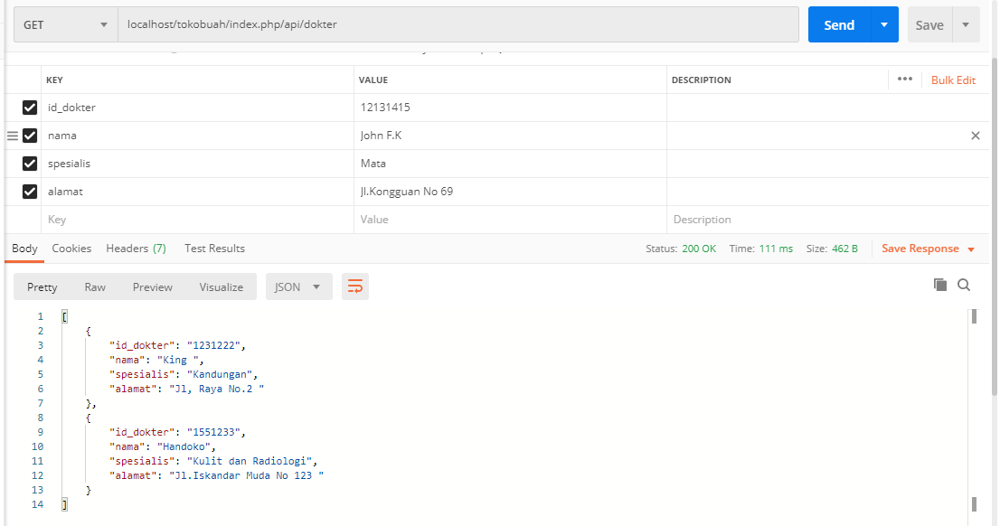 GET localhost/tokobuah/index.php/api/dokter Send Save
KEY VALUE DESCRIPTION ••• Bulk Edit
id_dokter 12131415
nama John F.K
spesialis Mata
alamat Jl.Kongguan No 69
Key Value Description
Body Cookies Headers (7) Test Results Status: 200 OK Time: 111 ms Size: 462 B Save Response
Pretty Raw Preview Visualize JSON
1 [
2 {
3 "id_dokter": "1231222",
4 "nama": "King ",
5 "spesialis": "Kandungan",
6 "alamat": "Jl, Raya No.2 "
7 },
8 {
9 "id_dokter": "1551233",
10 "nama": "Handoko",
11 "spesialis": "Kulit dan Radiologi",
12 "alamat": "Jl.Iskandar Muda No 123 "
13 }
14 ]